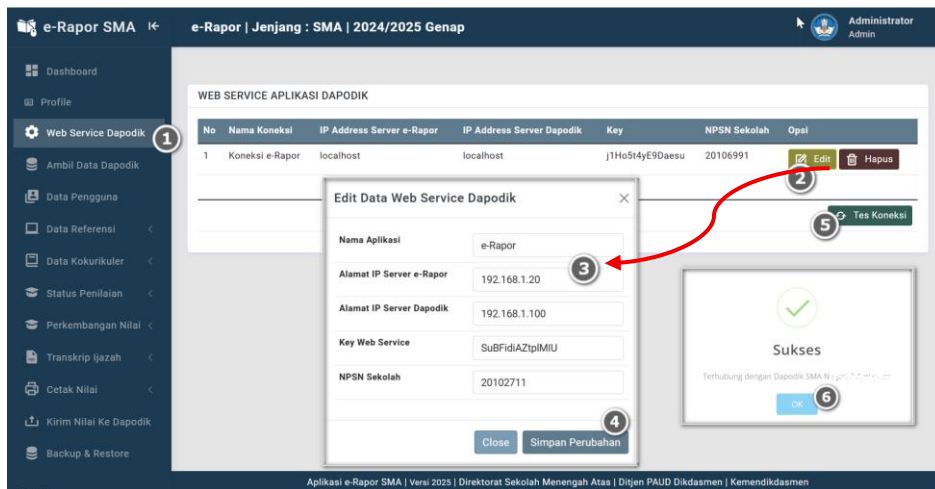 e-Rapor SMA
e-Rapor | Jenjang : SMA | 2024/2025 Genap
Administrator
Admin
Dashboard
Profile
Web Service Dapodik
1
Ambil Data Dapodik
Data Pengguna
Data Referensi
Data Kokurikuler
Status Penilaian
Perkembangan Nilai
Transkrip Ijazah
Cetak Nilai
Kirim Nilai Ke Dapodik
Backup & Restore
WEB SERVICE APLIKASI DAPODIK
No Nama Koneksi IP Address Server e-Rapor IP Address Server Dapodik Key NPSN Sekolah Opsi
1 Koneksi e-Rapor localhost localhost j1Ho5t4yE9Daesu 20106991 Edit Hapus
2
5 Tes Koneksi
Edit Data Web Service Dapodik
Nama Aplikasi e-Rapor
3
Alamat IP Server e-Rapor 192.168.1.20
Alamat IP Server Dapodik 192.168.1.100
Key Web Service SuBFidiAZtplMIU
NPSN Sekolah 20102711
4
Close Simpan Perubahan
Sukses
Terhubung dengan Dapodik SMA N
OK 6
Aplikasi e-Rapor SMA | Versi 2025 | Direktorat Sekolah Menengah Atas | Ditjen PAUD Dikdasmen | Kemendikdasmen